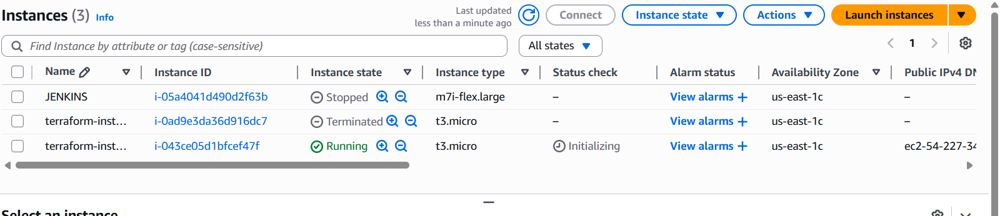 Instances (3) Info
Last updated
less than a minute ago
Connect
Instance state
Actions
Launch instances
Find Instance by attribute or tag (case-sensitive)
All states
1
Name Instance ID Instance state Instance type Status check Alarm status Availability Zone Public IPv4 DN
JENKINS i-05a4041d490d2f63b Stopped m7i-flex.large – View alarms + us-east-1c –
terraform-inst... i-0ad9e3da36d916dc7 Terminated t3.micro – View alarms + us-east-1c –
terraform-inst... i-043ce05d1bfcef47f Running t3.micro Initializing View alarms + us-east-1c ec2-54-227-34
Select an instance